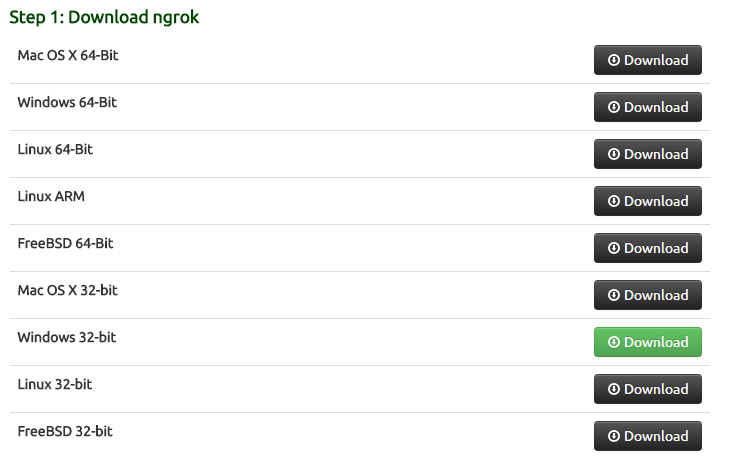 Step 1: Download ngrok
Mac OS X 64-Bit Download
Windows 64-Bit Download
Linux 64-Bit Download
Linux ARM Download
FreeBSD 64-Bit Download
Mac OS X 32-bit Download
Windows 32-bit Download
Linux 32-bit Download
FreeBSD 32-bit Download